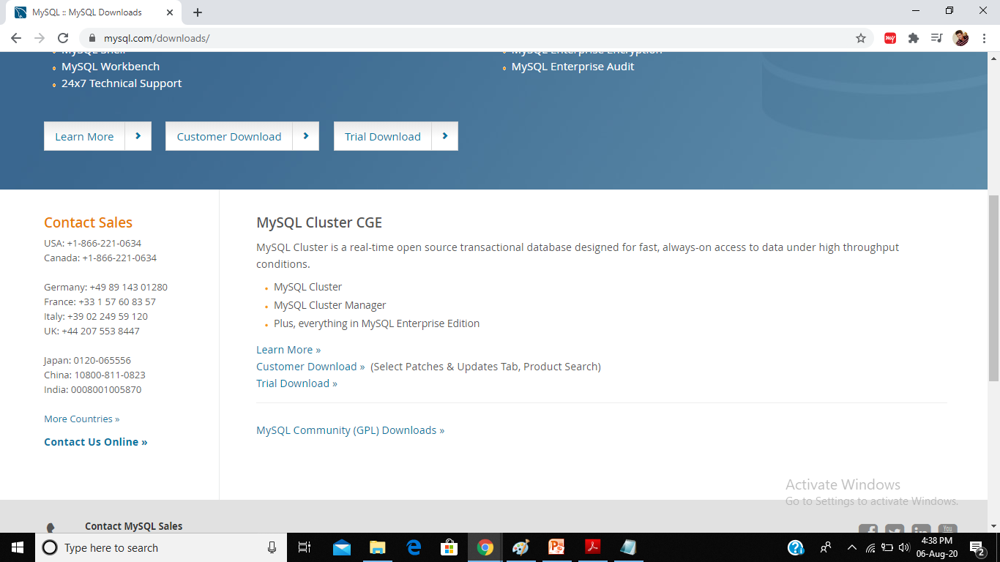 MySQL :: MySQL Downloads
mysql.com/downloads/
my
MySQL Shell
MySQL Workbench
24x7 Technical Support
MySQL Enterprise Encryption
MySQL Enterprise Audit
Learn More
Customer Download
Trial Download
Contact Sales
USA: +1-866-221-0634
Canada: +1-866-221-0634
Germany: +49 89 143 01280
France: +33 1 57 60 83 57
Italy: +39 02 249 59 120
UK: +44 207 553 8447
Japan: 0120-065556
China: 10800-811-0823
India: 0008001005870
More Countries »
Contact Us Online »
MySQL Cluster CGE
MySQL Cluster is a real-time open source transactional database designed for fast, always-on access to data under high throughput
conditions.
MySQL Cluster
MySQL Cluster Manager
Plus, everything in MySQL Enterprise Edition
Learn More »
Customer Download » (Select Patches & Updates Tab, Product Search)
Trial Download »
MySQL Community (GPL) Downloads »
Activate Windows
Go to Settings to activate Windows.
Contact MySQL Sales
You
Type here to search
4:38 PM
06-Aug-20
2